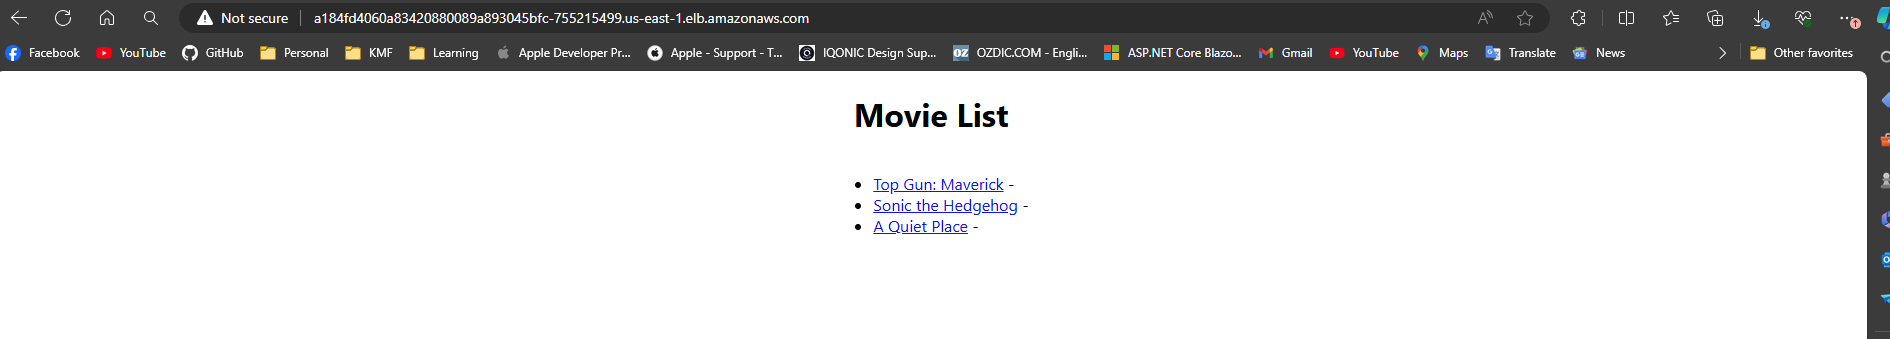 Not secure a184fd4060a83420880089a893045bfc-755215499.us-east-1.elb.amazonaws.com
Facebook YouTube GitHub Personal KMF Learning Apple Developer Pr... Apple - Support - T... IQONIC Design Sup... OZ OZDIC.COM - Engli... ASP.NET Core Blazo... Gmail YouTube Maps Translate News Other favorites
Movie List
Top Gun: Maverick -
Sonic the Hedgehog -
A Quiet Place -